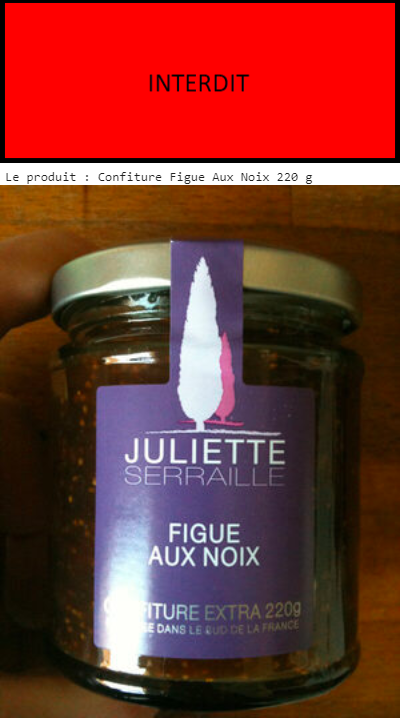 INTERDIT
Le produit : Confiture Figue Aux Noix 220 g
JULIETTE
SERRAILLE
FIGUE
AUX NOIX
EXTRA 220g
DANS LE SUD DE LA FRANCE